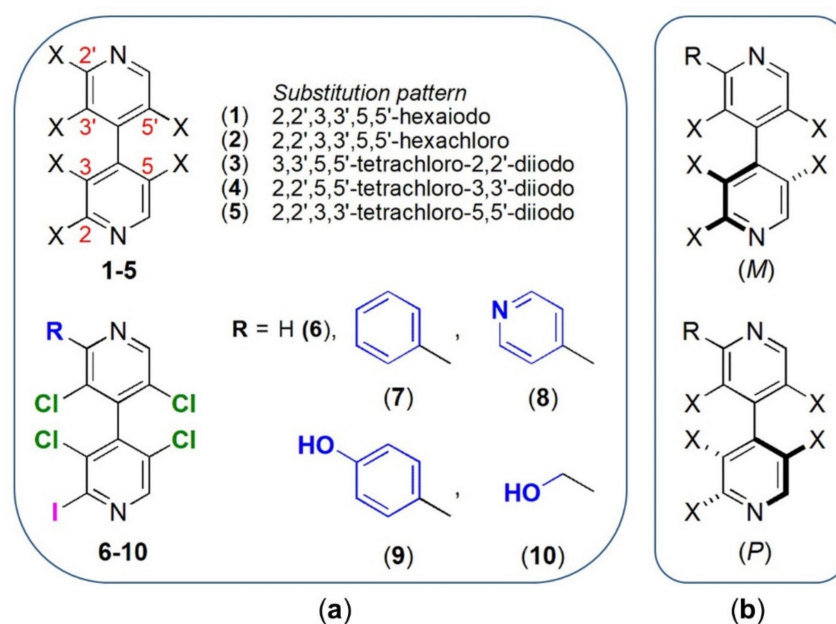 X 2' N
X 3' 5' X
X 3 5 X
X 2 N
1-5
Substitution pattern
(1) 2,2',3,3',5,5'-hexaiodo
(2) 2,2',3,3',5,5'-hexachloro
(3) 3,3',5,5'-tetrachloro-2,2'-diiodo
(4) 2,2',5,5'-tetrachloro-3,3'-diiodo
(5) 2,2',3,3'-tetrachloro-5,5'-diiodo
R N
Cl Cl
Cl Cl
I N
6-10
R = H (6), , N
(7) (8)
HO , HO
(9) (10)
(a)
R N
X X
X X
X N
(M)
R N
X X
X X
X N
(P)
(b)